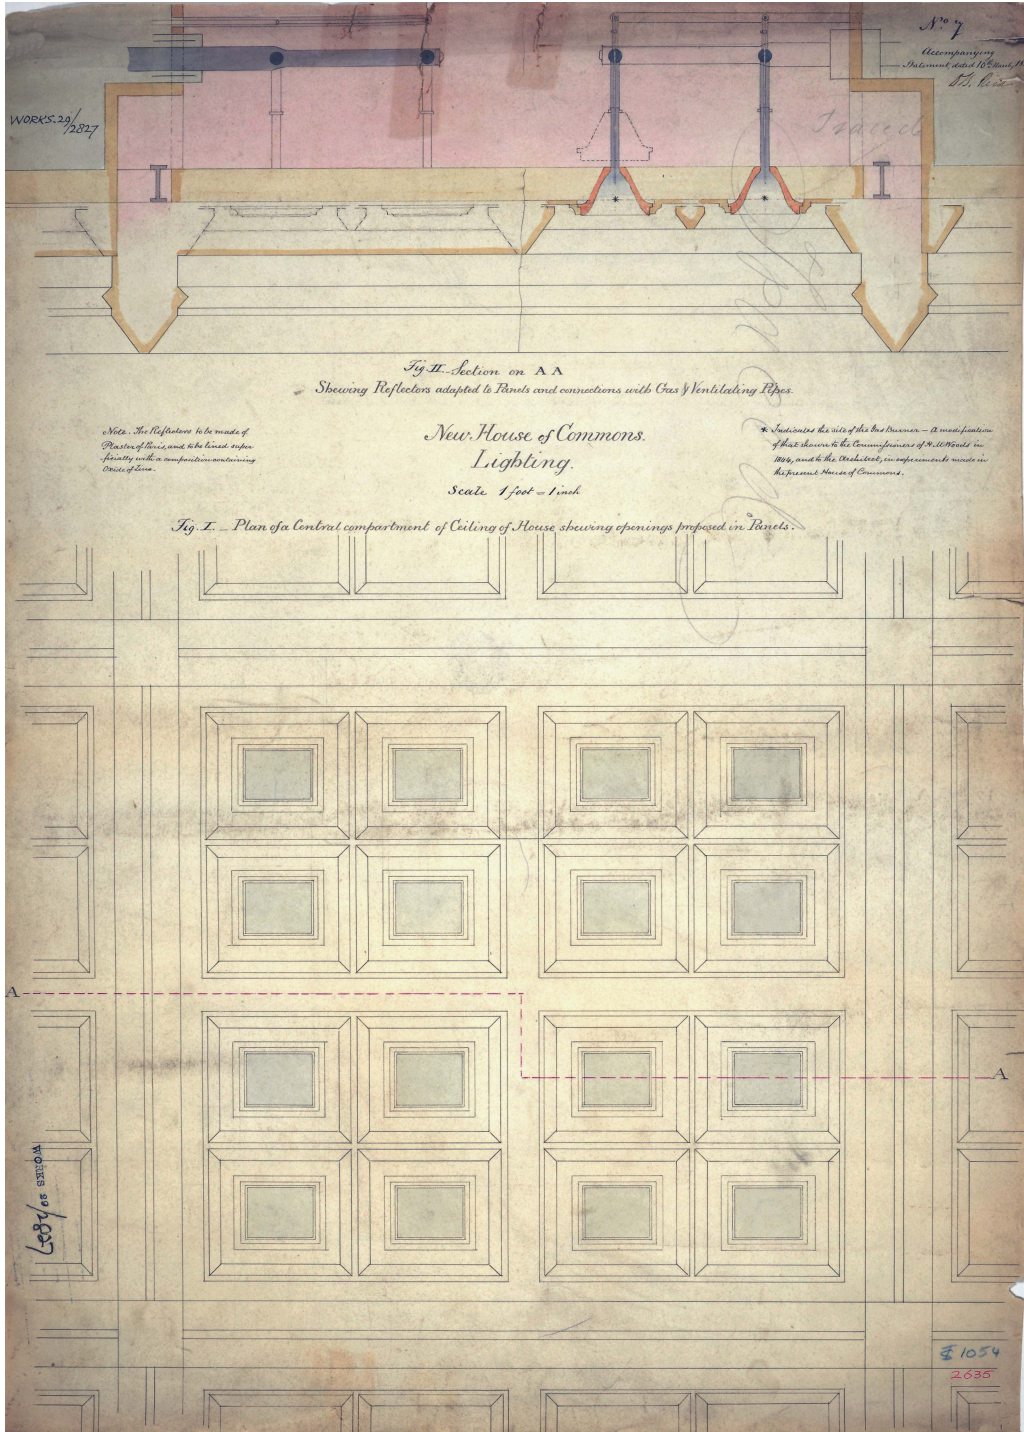 No 7
Accompanying
Statement, dated 10th
WORKS. 29/2827
Fig. II. Section on A A
Shewing Reflectors adapted to Panels and connections with Gas & Ventilating Pipes.
Note. The Reflectors to be made of
Plaster of Paris, and to be lined super
ficially with a composition containing
Oxide of Zinc.
New House of Commons.
Lighting.
Scale 1 foot = 1 inch
* Indicates the site of the Gas Burner – A modification
of that shown to the Commissioners of H.M. Woods in
1844, and to the Architect, in experiments made in
the present House of Commons.
Fig. I. _ Plan of a Central compartment of Ceiling of House shewing openings proposed in Panels.
A
A
WORKS 29/2827
1054
2635